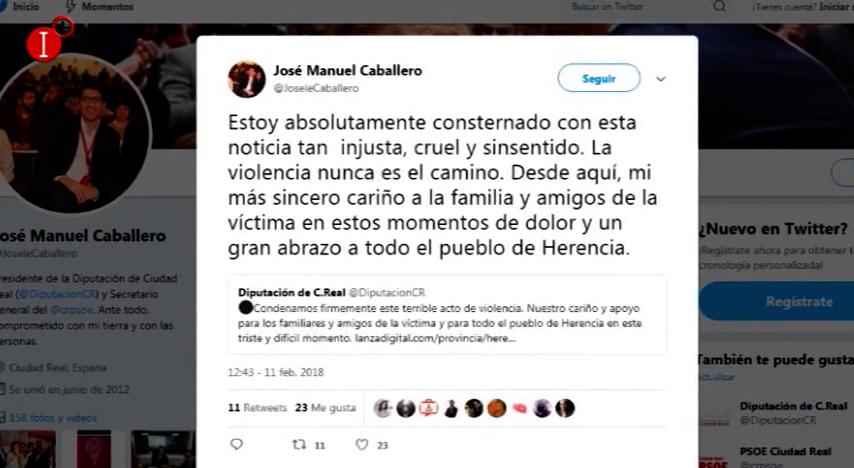 Inicio
Momentos
Buscar en Twitter
¿Tienes cuenta? Iniciar
I
José Manuel Caballero
@JoseleCaballero
Seguir
Estoy absolutamente consternado con esta
noticia tan injusta, cruel y sinsentido. La
violencia nunca es el camino. Desde aquí, mi
más sincero cariño a la familia y amigos de la
víctima en estos momentos de dolor y un
gran abrazo a todo el pueblo de Herencia.
Diputación de C.Real @DiputacionCR
Condenamos firmemente este terrible acto de violencia. Nuestro cariño y apoyo
para los familiares y amigos de la víctima y para todo el pueblo de Herencia en este
triste y difícil momento. lanzadigital.com/provincia/here...
12:43 - 11 feb. 2018
11 Retweets 23 Me gusta
11
23
osé Manuel Caballero
@JoseleCaballero
residente de la Diputación de Ciudad
eal (@DiputacionCR) y Secretario
eneral del @crpsoe. Ante todo,
omprometido con mi tierra y con las
ersonas.
Ciudad Real, España
Se unió en junio de 2012
158 fotos y videos
¿Nuevo en Twitter?
¡Regístrate ahora para obtener t
cronología personalizada!
Regístrate
También te puede gusta
Actualizar
Diputación de C.Real
@DiputacionCR
PSOE Ciudad Real
@crpsoe
PSOE